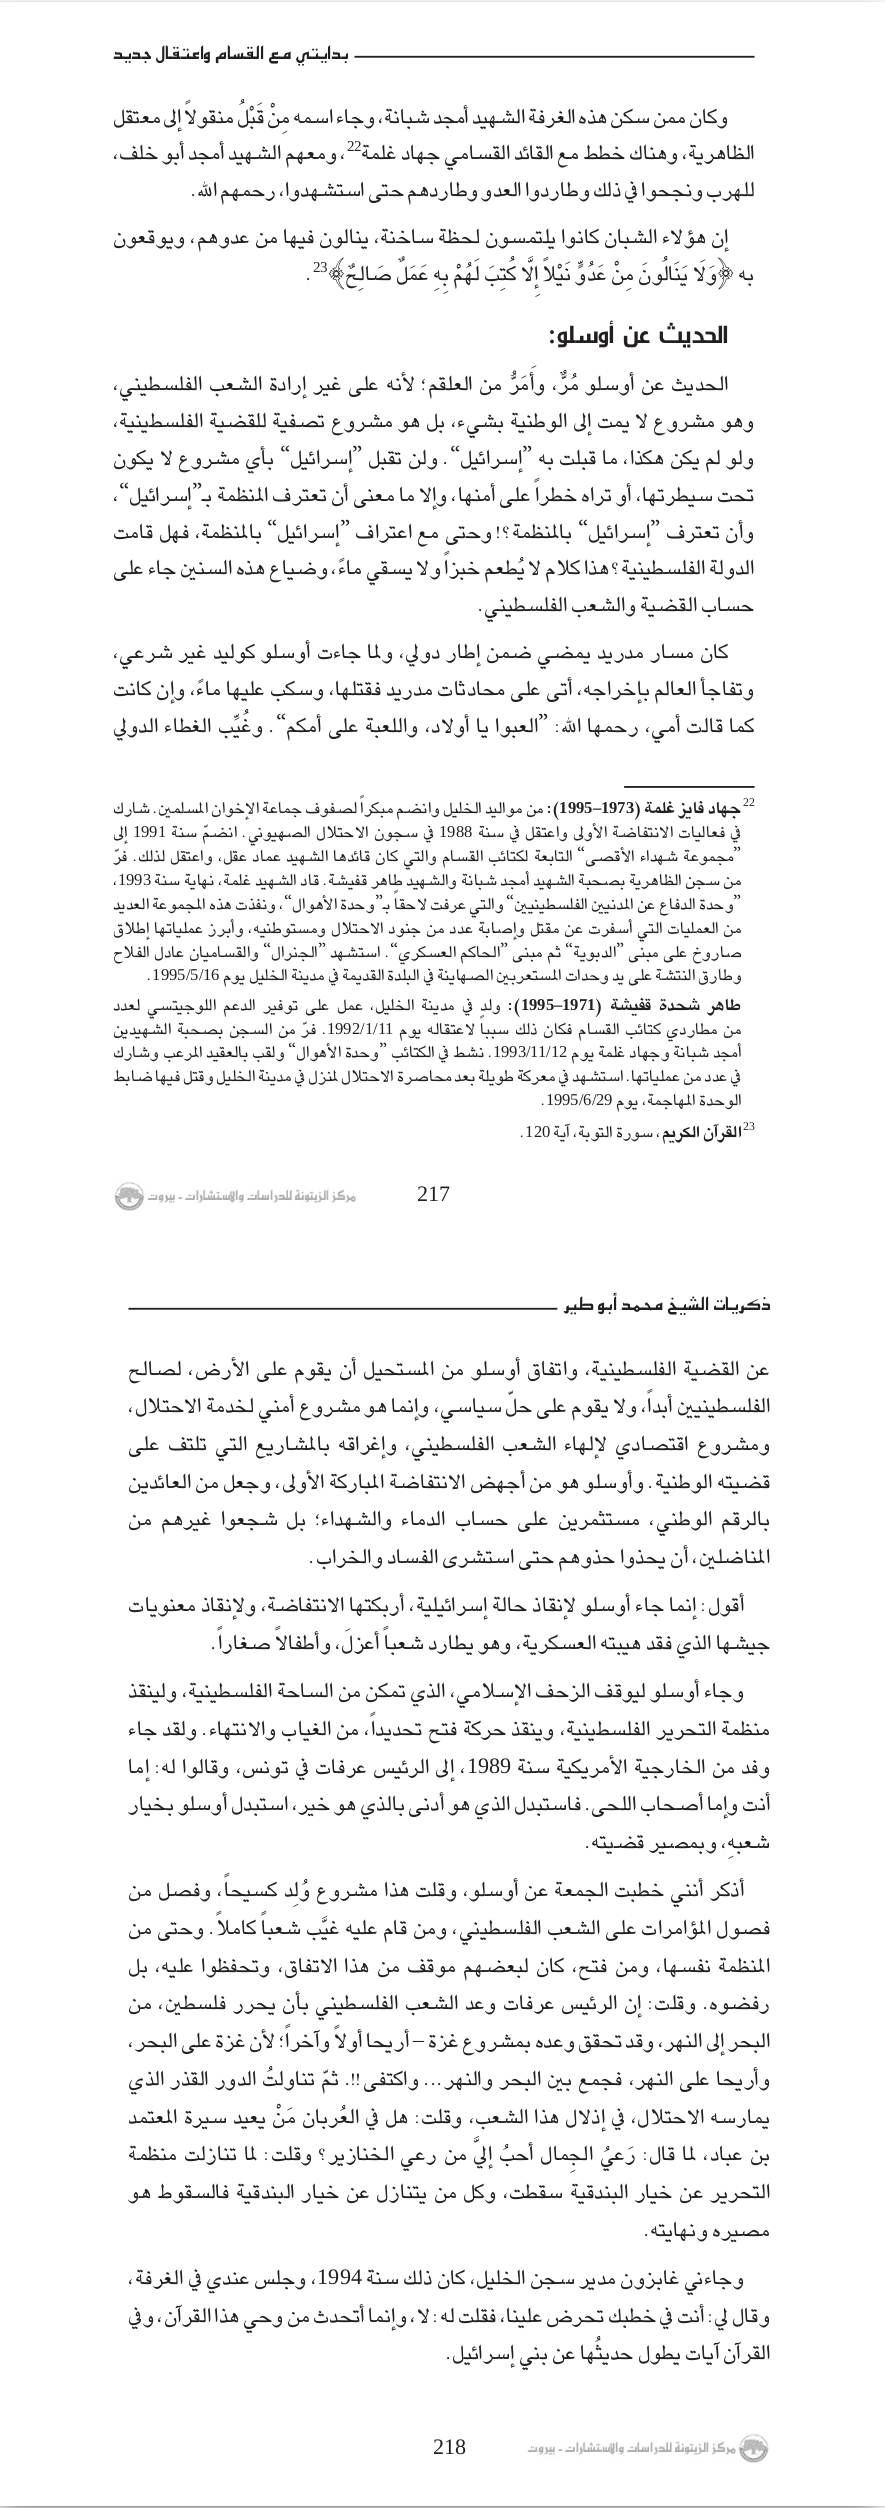 بدايتي مع القسام واعتقال جديد
وكان ممن سكن هذه الغرفة الشهيد أمجد شبانة، وجاء اسمه مِنْ قَبْلُ منقولاً إلى معتقل
الظاهرية، وهناك خطط مع القائد القسامي جهاد غلمة22، ومعهم الشهيد أمجد أبو خلف،
للهرب ونجحوا في ذلك وطاردوا العدو وطاردهم حتى استشهدوا، رحمهم الله.
إن هؤلاء الشبان كانوا يلتمسون لحظة ساخنة، ينالون فيها من عدوهم، ويوقعون
به ﴿وَلَا يَنَالُونَ مِنْ عَدُوٍّ نَيْلاً إِلَّا كُتِبَ لَهُمْ بِهِ عَمَلٌ صَالِحٌ﴾23.
الحديث عن أوسلو:
الحديث عن أوسلو مُرٌّ، وأَمَرُّ من العلقم؛ لأنه على غير إرادة الشعب الفلسطيني،
وهو مشروع لا يمت إلى الوطنية بشيء، بل هو مشروع تصفية للقضية الفلسطينية،
ولو لم يكن هكذا، ما قبلت به ”إسرائيل“. ولن تقبل ”إسرائيل“ بأي مشروع لا يكون
تحت سيطرتها، أو تراه خطراً على أمنها، وإلا ما معنى أن تعترف المنظمة بـ”إسرائيل“،
وأن تعترف ”إسرائيل“ بالمنظمة؟! وحتى مع اعتراف ”إسرائيل“ بالمنظمة، فهل قامت
الدولة الفلسطينية؟ هذا كلام لا يُطعم خبزاً ولا يسقي ماءً، وضياع هذه السنين جاء على
حساب القضية والشعب الفلسطيني.
كان مسار مدريد يمضي ضمن إطار دولي، ولما جاءت أوسلو كوليد غير شرعي،
وتفاجأ العالم بإخراجه، أتى على محادثات مدريد فقتلها، وسكب عليها ماءً، وإن كانت
كما قالت أمي، رحمها الله: ”العبوا يا أولاد، واللعبة على أمكم“. وغُيِّب الغطاء الدولي
22 جهاد فايز غلمة (1973–1995): من مواليد الخليل وانضم مبكراً لصفوف جماعة الإخوان المسلمين. شارك
في فعاليات الانتفاضة الأولى واعتقل في سنة 1988 في سجون الاحتلال الصهيوني. انضمّ سنة 1991 إلى
”مجموعة شهداء الأقصى“ التابعة لكتائب القسام والتي كان قائدها الشهيد عماد عقل، واعتقل لذلك. فرّ
من سجن الظاهرية بصحبة الشهيد أمجد شبانة والشهيد طاهر قفيشة. قاد الشهيد غلمة، نهاية سنة 1993،
”وحدة الدفاع عن المدنيين الفلسطينيين“ والتي عرفت لاحقاً بـ”وحدة الأهوال“، ونفذت هذه المجموعة العديد
من العمليات التي أسفرت عن مقتل وإصابة عدد من جنود الاحتلال ومستوطنيه، وأبرز عملياتها إطلاق
صاروخ على مبنى ”الدبوية“ ثم مبنى ”الحاكم العسكري“. استشهد ”الجنرال“ والقساميان عادل الفلاح
وطارق النتشة على يد وحدات المستعربين الصهاينة في البلدة القديمة في مدينة الخليل يوم 1995/5/16.
طاهر شحدة قفيشة (1971–1995): ولد في مدينة الخليل، عمل على توفير الدعم اللوجيتسي لعدد
من مطاردي كتائب القسام فكان ذلك سبباً لاعتقاله يوم 1992/1/11. فرّ من السجن بصحبة الشهيدين
أمجد شبانة وجهاد غلمة يوم 1993/11/12. نشط في الكتائب ”وحدة الأهوال“ ولقب بالعقيد المرعب وشارك
في عدد من عملياتها. استشهد في معركة طويلة بعد محاصرة الاحتلال لمنزل في مدينة الخليل وقتل فيها ضابط
الوحدة المهاجمة، يوم 1995/6/29.
23 القرآن الكريم، سورة التوبة، آية 120.
217 مركز الزيتونة للدراسات والاستشارات - بيروت
ذكريات الشيخ محمد أبو طير
عن القضية الفلسطينية، واتفاق أوسلو من المستحيل أن يقوم على الأرض، لصالح
الفلسطينيين أبداً، ولا يقوم على حلّ سياسي، وإنما هو مشروع أمني لخدمة الاحتلال،
ومشروع اقتصادي لإلهاء الشعب الفلسطيني، وإغراقه بالمشاريع التي تلتف على
قضيته الوطنية. وأوسلو هو من أجهض الانتفاضة المباركة الأولى، وجعل من العائدين
بالرقم الوطني، مستثمرين على حساب الدماء والشهداء؛ بل شجعوا غيرهم من
المناضلين، أن يحذوا حذوهم حتى استشرى الفساد والخراب.
أقول: إنما جاء أوسلو لإنقاذ حالة إسرائيلية، أربكتها الانتفاضة، ولإنقاذ معنويات
جيشها الذي فقد هيبته العسكرية، وهو يطارد شعباً أعزلَ، وأطفالاً صغاراً.
وجاء أوسلو ليوقف الزحف الإسلامي، الذي تمكن من الساحة الفلسطينية، ولينقذ
منظمة التحرير الفلسطينية، وينقذ حركة فتح تحديداً، من الغياب والانتهاء. ولقد جاء
وفد من الخارجية الأمريكية سنة 1989، إلى الرئيس عرفات في تونس، وقالوا له: إما
أنت وإما أصحاب اللحى. فاستبدل الذي هو أدنى بالذي هو خير، استبدل أوسلو بخيار
شعبهِ، وبمصير قضيته.
أذكر أنني خطبت الجمعة عن أوسلو، وقلت هذا مشروع وُلِد كسيحاً، وفصل من
فصول المؤامرات على الشعب الفلسطيني، ومن قام عليه غيَّب شعباً كاملاً. وحتى من
المنظمة نفسها، ومن فتح، كان لبعضهم موقف من هذا الاتفاق، وتحفظوا عليه، بل
رفضوه. وقلت: إن الرئيس عرفات وعد الشعب الفلسطيني بأن يحرر فلسطين، من
البحر إلى النهر، وقد تحقق وعده بمشروع غزة – أريحا أولاً وآخراً؛ لأن غزة على البحر،
وأريحا على النهر، فجمع بين البحر والنهر... واكتفى!!. ثمّ تناولتُ الدور القذر الذي
يمارسه الاحتلال، في إذلال هذا الشعب، وقلت: هل في العُربان مَنْ يعيد سيرة المعتمد
بن عباد، لما قال: رَعيُ الجِمال أحبُ إليَّ من رعي الخنازير؟ وقلت: لما تنازلت منظمة
التحرير عن خيار البندقية سقطت، وكل من يتنازل عن خيار البندقية فالسقوط هو
مصيره ونهايته.
وجاءني غابزون مدير سجن الخليل، كان ذلك سنة 1994، وجلس عندي في الغرفة،
وقال لي: أنت في خطبك تحرض علينا، فقلت له: لا، وإنما أتحدث من وحي هذا القرآن، وفي
القرآن آيات يطول حديثُها عن بني إسرائيل.
218 مركز الزيتونة للدراسات والاستشارات - بيروت